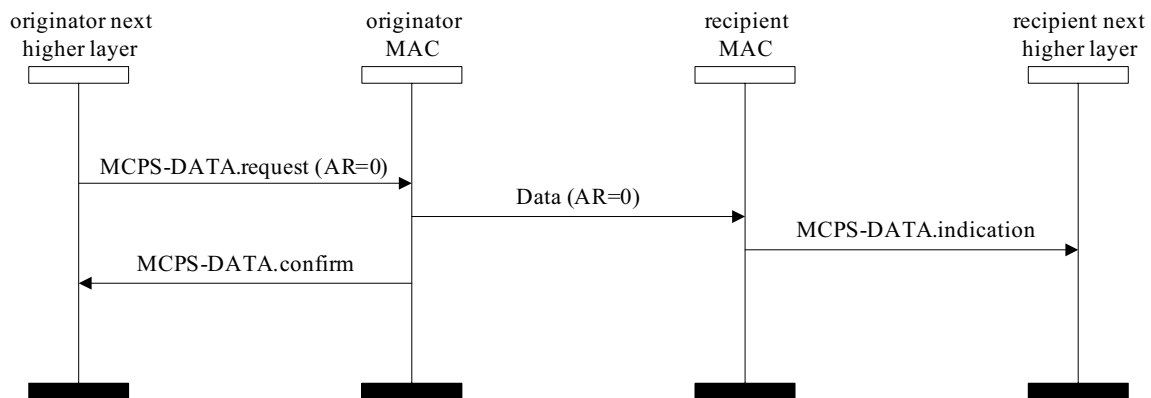 originator next
higher layer
originator
MAC
recipient
MAC
recipient next
higher layer
MCPS-DATA.request (AR=0)
Data (AR=0)
MCPS-DATA.indication
MCPS-DATA.confirm